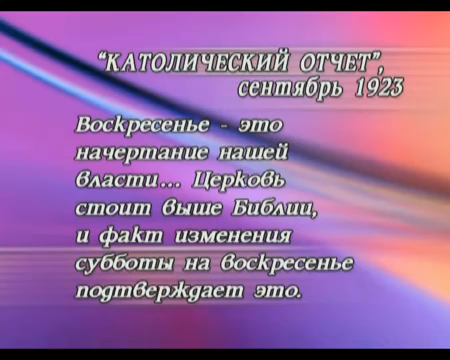 “КАТОЛИЧЕСКИЙ ОТЧЕТ”,
сентябрь 1923
Воскресенье - это
начертание нашей
власти... Церковь
стоит выше Библии,
и факт изменения
субботы на воскресенье
подтверждает это.